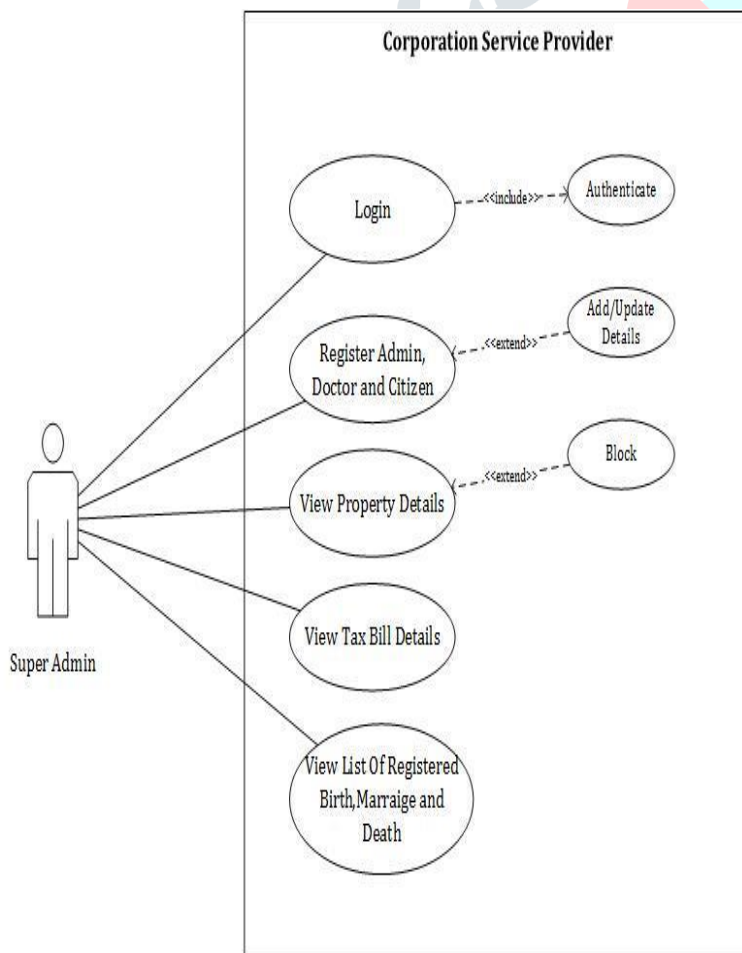 Corporation Service Provider
Login
<<include>>
Authenticate
Register Admin,
Doctor and Citizen
<<extend>>
Add/Update
Details
View Property Details
<<extend>>
Block
View Tax Bill Details
Super Admin
View List Of Registered
Birth,Marraige and
Death